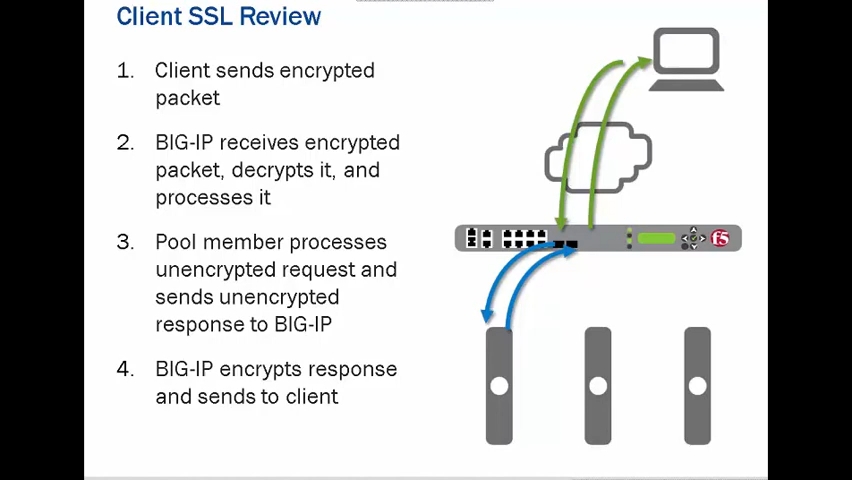 Client SSL Review
1. Client sends encrypted
packet
2. BIG-IP receives encrypted
packet, decrypts it, and
processes it
3. Pool member processes
unencrypted request and
sends unencrypted
response to BIG-IP
4. BIG-IP encrypts response
and sends to client
f5